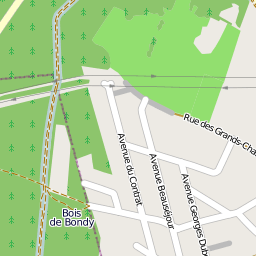 Rue des Grands-Cha
Avenue du Contrat
Avenue Beauséjour
Avenue Georges Dub
Bois
de Bondy